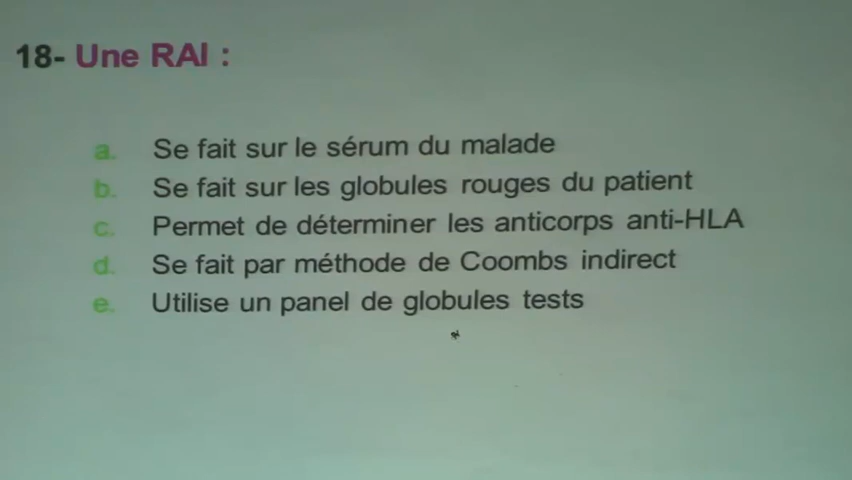 18- Une RAI :
a. Se fait sur le sérum du malade
b. Se fait sur les globules rouges du patient
c. Permet de déterminer les anticorps anti-HLA
d. Se fait par méthode de Coombs indirect
e. Utilise un panel de globules tests